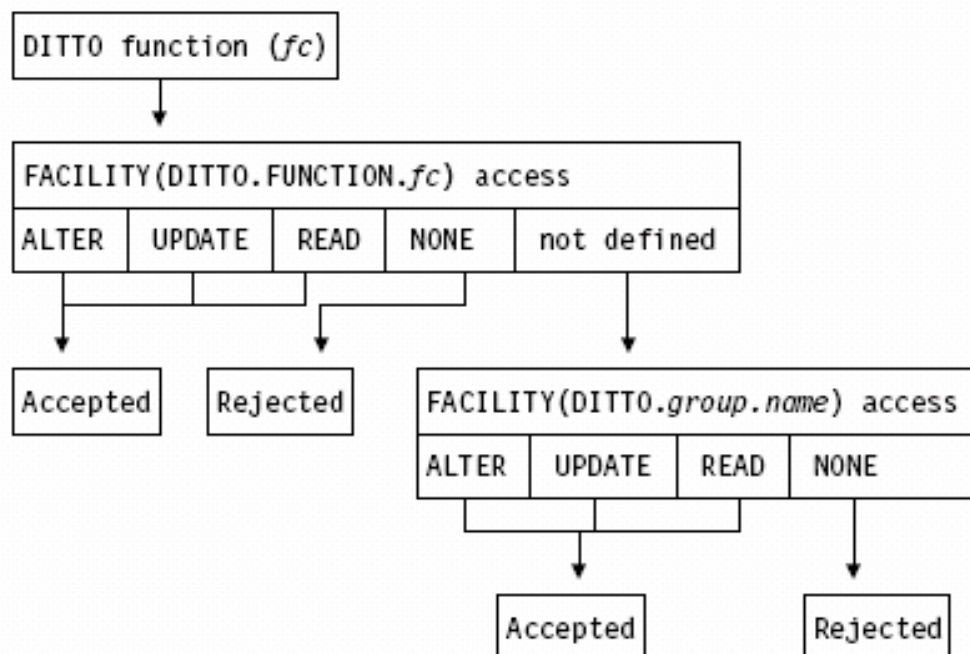 DITTO function (fc)
FACILITY(DITTO.FUNCTION.fc) access
ALTER UPDATE READ NONE not defined
Accepted Rejected
FACILITY(DITTO.group.name) access
ALTER UPDATE READ NONE
Accepted Rejected